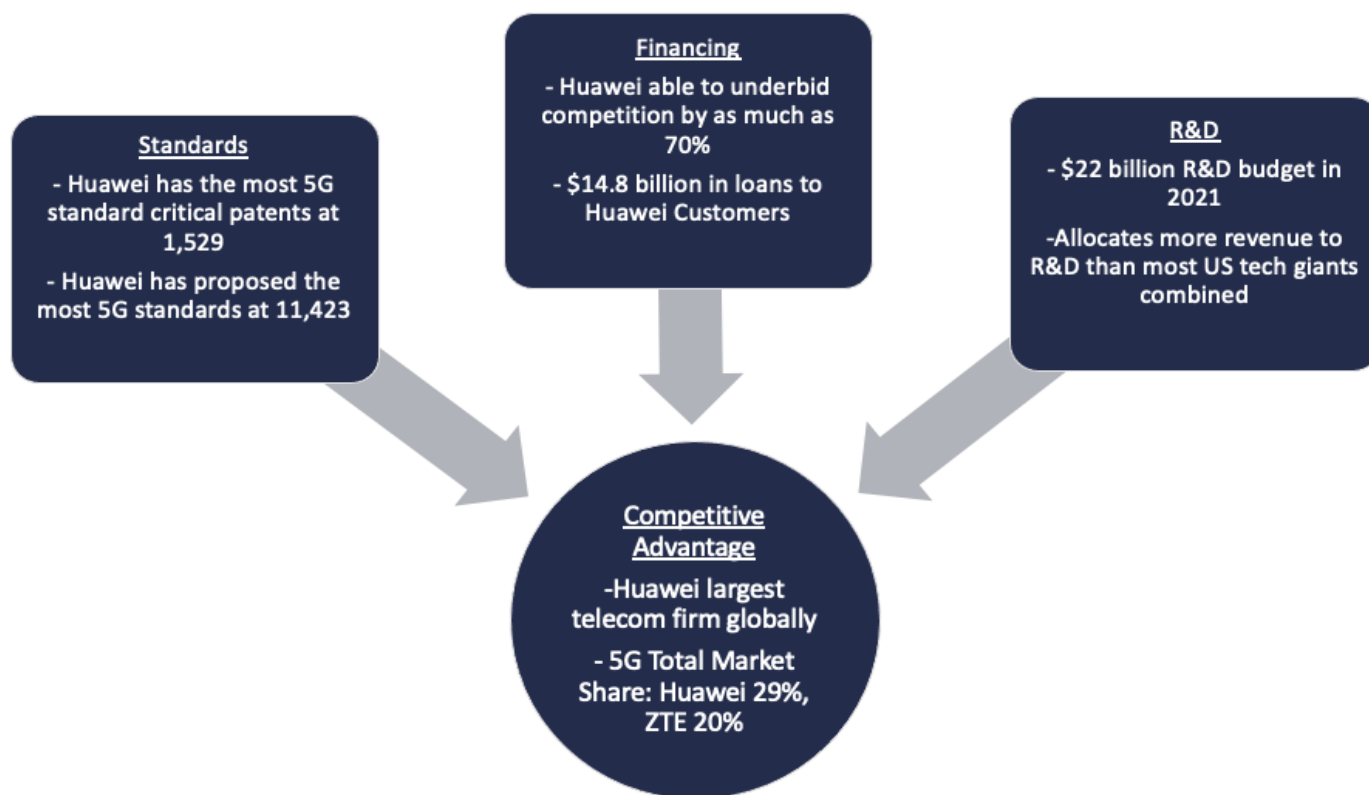 Standards
- Huawei has the most 5G
standard critical patents at
1,529
- Huawei has proposed the
most 5G standards at 11,423
Financing
- Huawei able to underbid
competition by as much as
70%
- $14.8 billion in loans to
Huawei Customers
R&D
- $22 billion R&D budget in
2021
-Allocates more revenue to
R&D than most US tech giants
combined
Competitive
Advantage
-Huawei largest
telecom firm globally
- 5G Total Market
Share: Huawei 29%,
ZTE 20%